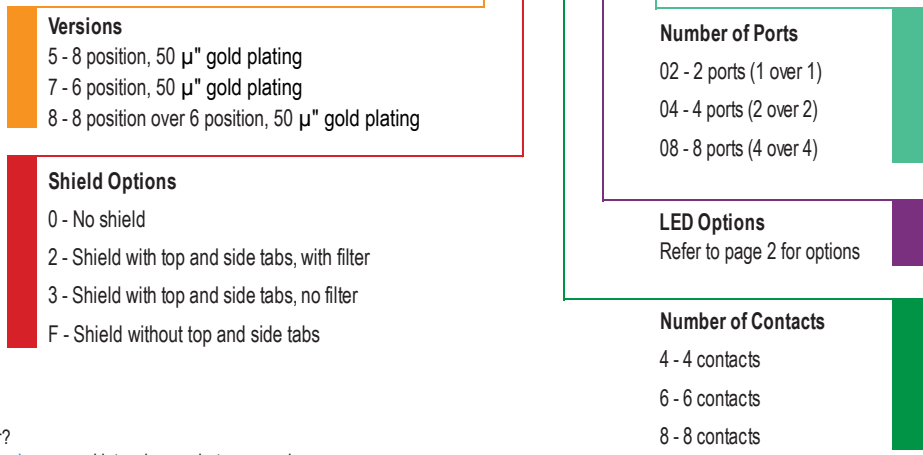 Versions
5 - 8 position, 50 µ" gold plating
7 - 6 position, 50 µ" gold plating
8 - 8 position over 6 position, 50 µ" gold plating
Shield Options
0 - No shield
2 - Shield with top and side tabs, with filter
3 - Shield with top and side tabs, no filter
F - Shield without top and side tabs
Number of Ports
02 - 2 ports (1 over 1)
04 - 4 ports (2 over 2)
08 - 8 ports (4 over 4)
LED Options
Refer to page 2 for options
Number of Contacts
4 - 4 contacts
6 - 6 contacts
8 - 8 contacts